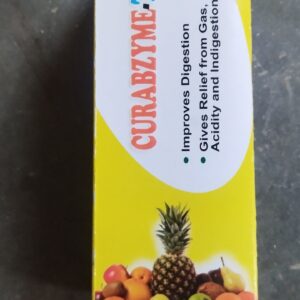 CURABZYME-
• Improves Digestion
• Gives Relief from Gas,
Acidity and Indigestion